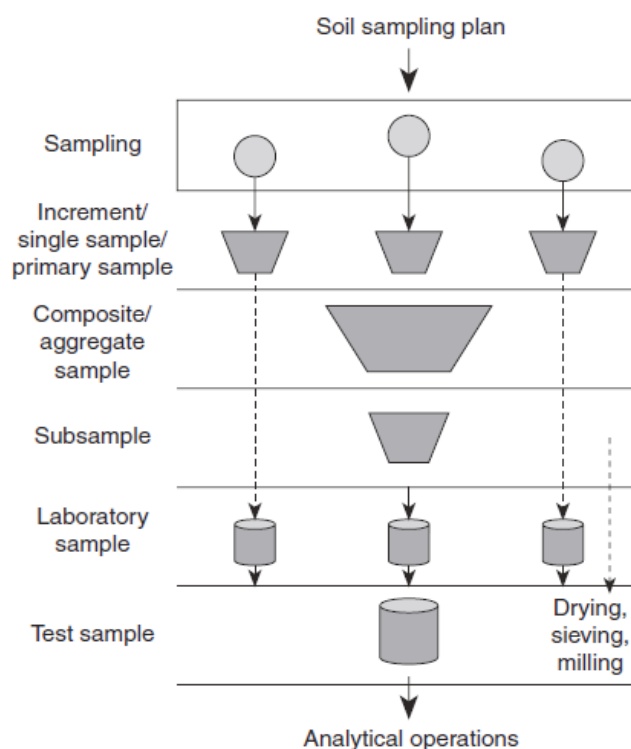 Soil sampling plan
Sampling
Increment/
single sample/
primary sample
Composite/
aggregate
sample
Subsample
Laboratory
sample
Test sample
Drying,
sieving,
milling
Analytical operations